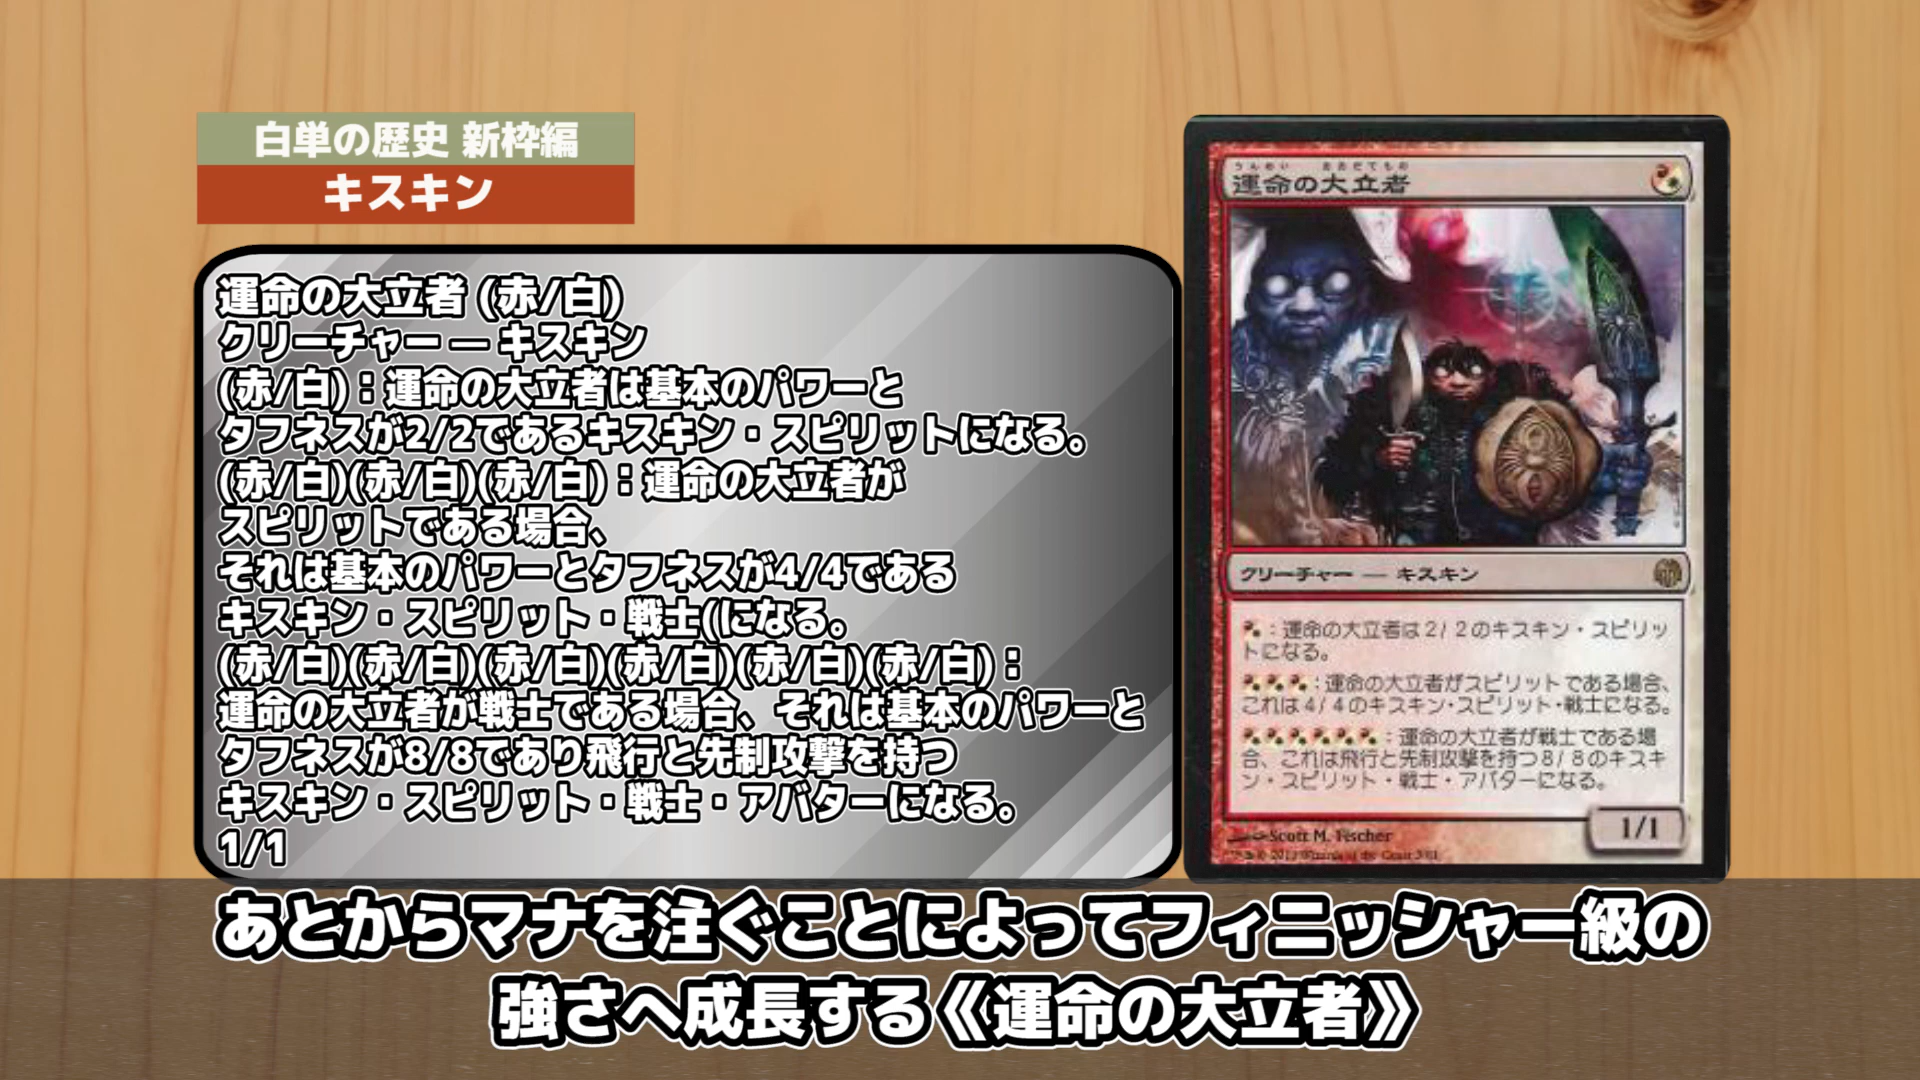 白単の歴史 新枠編
キスキン
運命の大立者 (赤/白)
クリーチャー ― キスキン
(赤/白)：運命の大立者は基本のパワーと
タフネスが2/2であるキスキン・スピリットになる。
(赤/白)(赤/白)(赤/白)：運命の大立者が
スピリットである場合、
それは基本のパワーとタフネスが4/4である
キスキン・スピリット・戦士(になる。
(赤/白)(赤/白)(赤/白)(赤/白)(赤/白)(赤/白)：
運命の大立者が戦士である場合、それは基本のパワーと
タフネスが8/8であり飛行と先制攻撃を持つ
キスキン・スピリット・戦士・アバターになる。
1/1
うんめい おおだてもの
運命の大立者
クリーチャー ― キスキン
：運命の大立者は2/2のキスキン・スピリッ
トになる。
：運命の大立者がスピリットである場合、
これは4/4のキスキン・スピリット・戦士になる。
：運命の大立者が戦士である場
合、これは飛行と先制攻撃を持つ8/8のキスキ
ン・スピリット・戦士・アバターになる。
1/1
Scott M. Fischer
あとからマナを注ぐことによってフィニッシャー級の
強さへ成長する《運命の大立者》